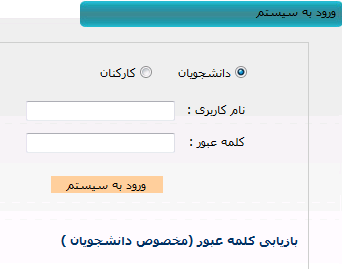 ورود به سیستم
دانشجویان کارکنان
نام کاربری :
کلمه عبور :
ورود به سیستم
بازیابی کلمه عبور (مخصوص دانشجویان )